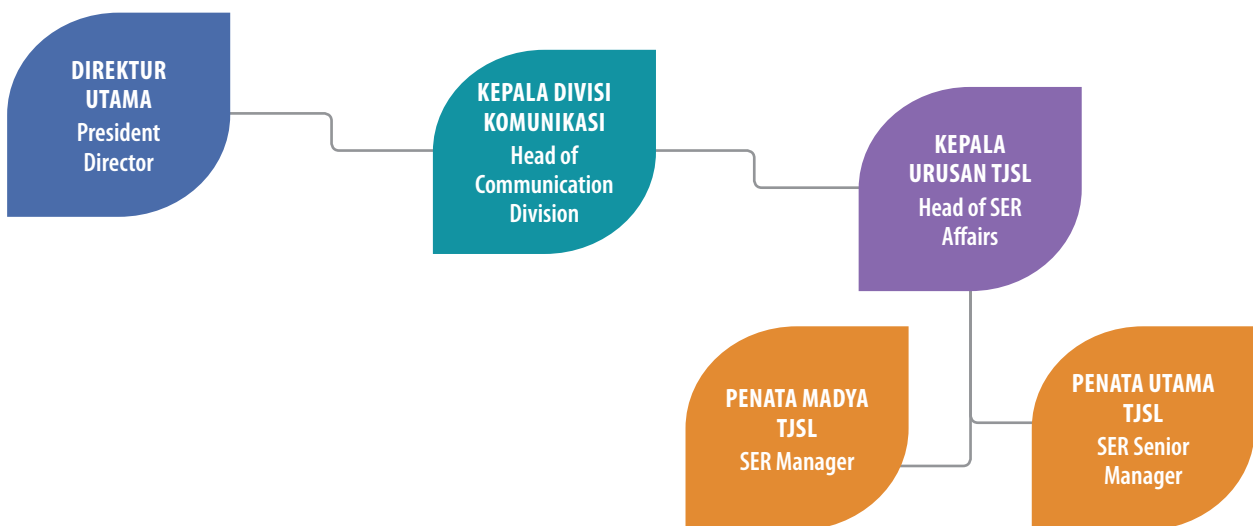 DIREKTUR
UTAMA
President
Director
KEPALA DIVISI
KOMUNIKASI
Head of
Communication
Division
KEPALA
URUSAN TJSL
Head of SER
Affairs
PENATA MADYA
TJSL
SER Manager
PENATA UTAMA
TJSL
SER Senior
Manager